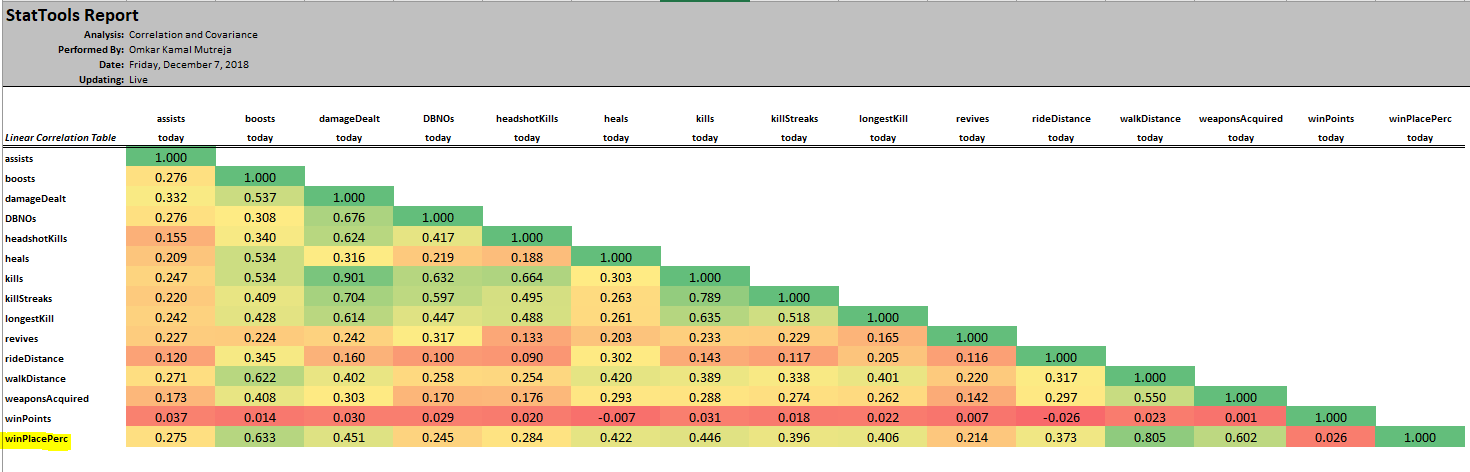 StatTools Report
Analysis: Correlation and Covariance
Performed By: Omkar Kamal Mutreja
Date: Friday, December 7, 2018
Updating: Live
assists boosts damageDealt DBNOs headshotKills heals kills killStreaks longestKill revives rideDistance walkDistance weaponsAcquired winPoints winPlacePerc
Linear Correlation Table today today today today today today today today today today today today today today today
assists 1.000
boosts 0.276 1.000
damageDealt 0.332 0.537 1.000
DBNOs 0.276 0.308 0.676 1.000
headshotKills 0.155 0.340 0.624 0.417 1.000
heals 0.209 0.534 0.316 0.219 0.188 1.000
kills 0.247 0.534 0.901 0.632 0.664 0.303 1.000
killStreaks 0.220 0.409 0.704 0.597 0.495 0.263 0.789 1.000
longestKill 0.242 0.428 0.614 0.447 0.488 0.261 0.635 0.518 1.000
revives 0.227 0.224 0.242 0.317 0.133 0.203 0.233 0.229 0.165 1.000
rideDistance 0.120 0.345 0.160 0.100 0.090 0.302 0.143 0.117 0.205 0.116 1.000
walkDistance 0.271 0.622 0.402 0.258 0.254 0.420 0.389 0.338 0.401 0.220 0.317 1.000
weaponsAcquired 0.173 0.408 0.303 0.170 0.176 0.293 0.288 0.274 0.262 0.142 0.297 0.550 1.000
winPoints 0.037 0.014 0.030 0.029 0.020 -0.007 0.031 0.018 0.022 0.007 -0.026 0.023 0.001 1.000
winPlacePerc 0.275 0.633 0.451 0.245 0.284 0.422 0.446 0.396 0.406 0.214 0.373 0.805 0.602 0.026 1.000